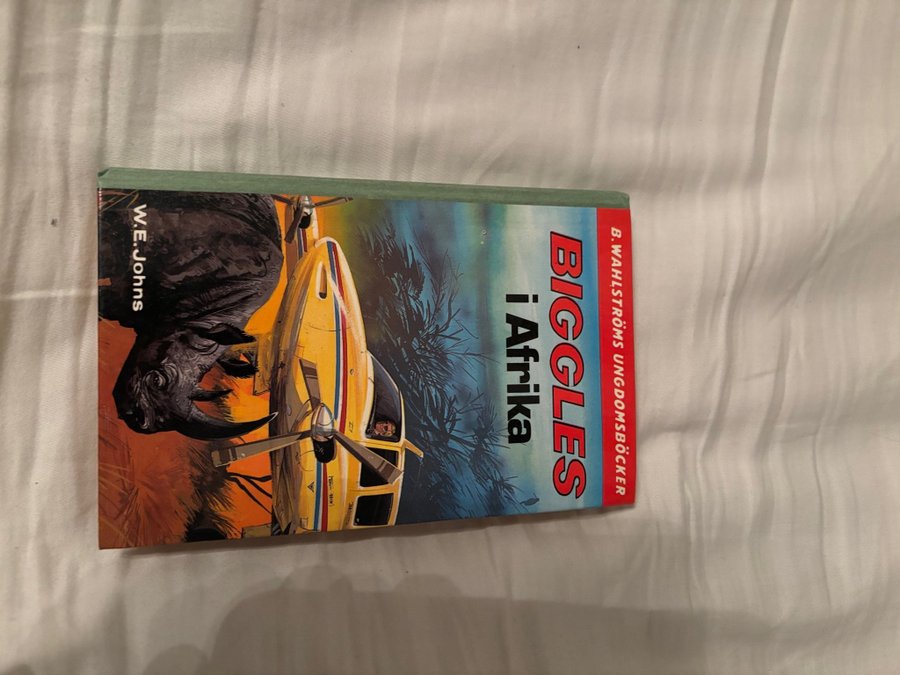 B.WAHLSTRÖMS UNGDOMSBÖCKER
BIGGLES
i Afrika
W.E.Johns